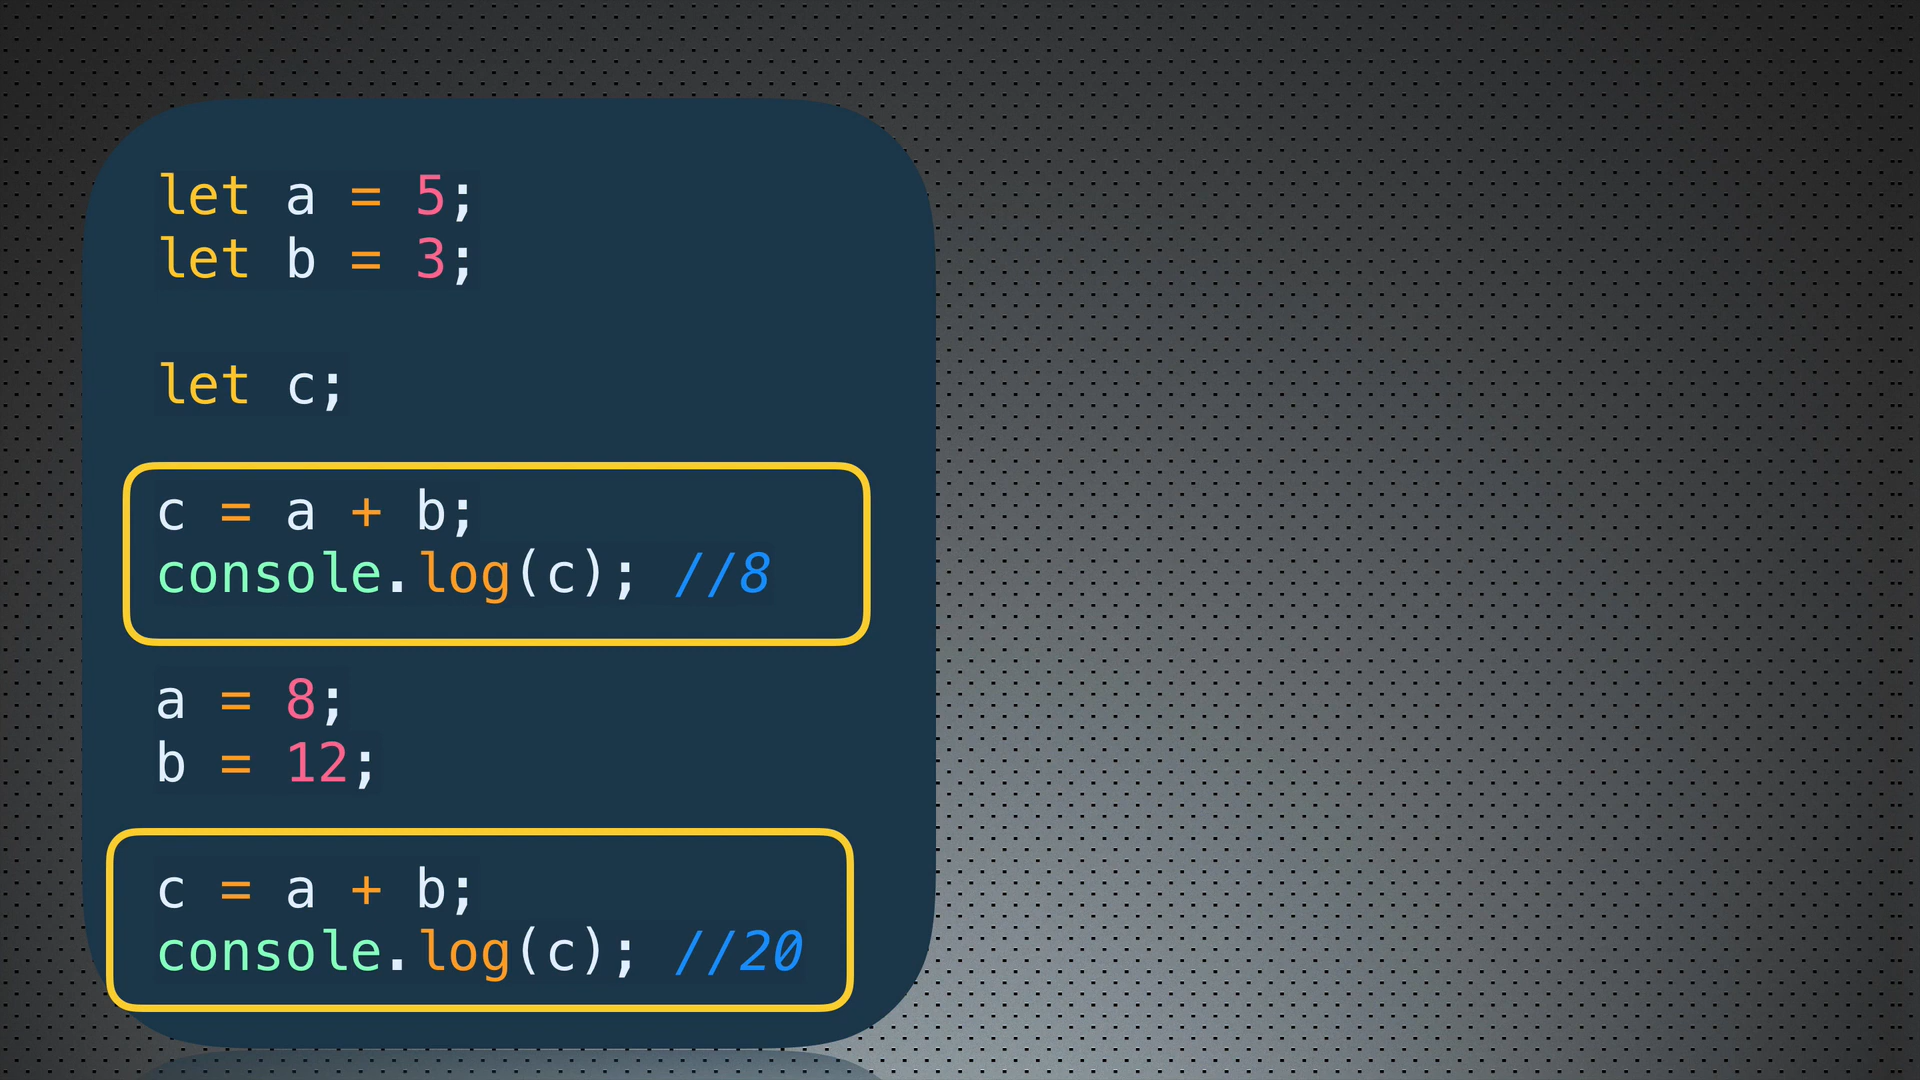 let a = 5;
let b = 3;
let c;
c = a + b;
console.log(c); //8
a = 8;
b = 12;
c = a + b;
console.log(c); //20